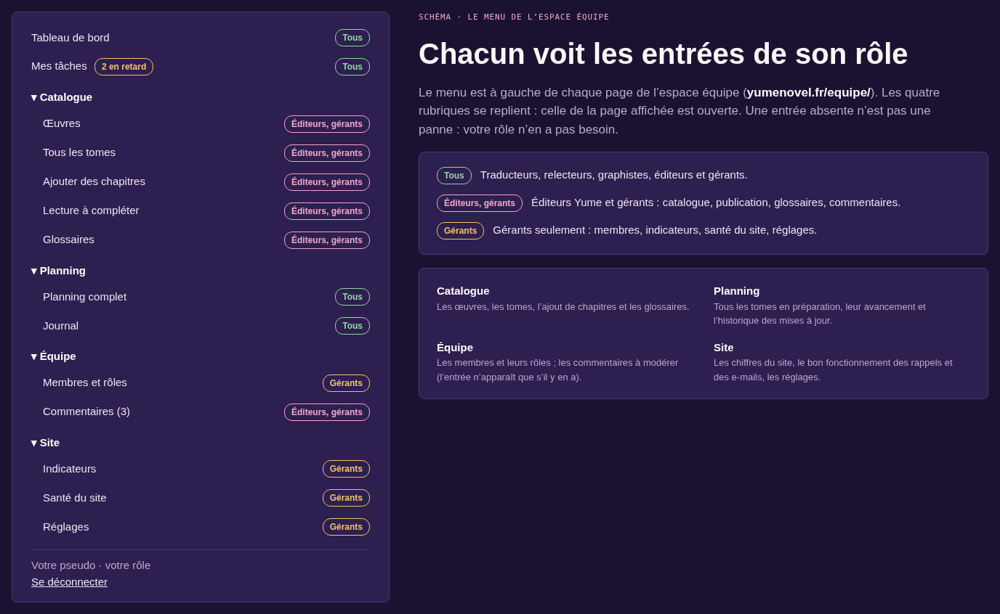 Tableau de bord Tous
Mes tâches 2 en retard Tous
▾ Catalogue
Œuvres Éditeurs, gérants
Tous les tomes Éditeurs, gérants
Ajouter des chapitres Éditeurs, gérants
Lecture à compléter Éditeurs, gérants
Glossaires Éditeurs, gérants
▾ Planning
Planning complet Tous
Journal Tous
▾ Équipe
Membres et rôles Gérants
Commentaires (3) Éditeurs, gérants
▾ Site
Indicateurs Gérants
Santé du site Gérants
Réglages Gérants
Votre pseudo · votre rôle
Se déconnecter
SCHÉMA · LE MENU DE L’ESPACE ÉQUIPE
Chacun voit les entrées de son rôle
Le menu est à gauche de chaque page de l’espace équipe (yumenovel.fr/equipe/). Les quatre
rubriques se replient : celle de la page affichée est ouverte. Une entrée absente n’est pas une
panne : votre rôle n’en a pas besoin.
Tous Traducteurs, relecteurs, graphistes, éditeurs et gérants.
Éditeurs, gérants Éditeurs Yume et gérants : catalogue, publication, glossaires, commentaires.
Gérants Gérants seulement : membres, indicateurs, santé du site, réglages.
Catalogue
Les œuvres, les tomes, l’ajout de chapitres et les glossaires.
Planning
Tous les tomes en préparation, leur avancement et
l’historique des mises à jour.
Équipe
Les membres et leurs rôles ; les commentaires à modérer
(l’entrée n’apparaît que s’il y en a).
Site
Les chiffres du site, le bon fonctionnement des rappels et
des e-mails, les réglages.